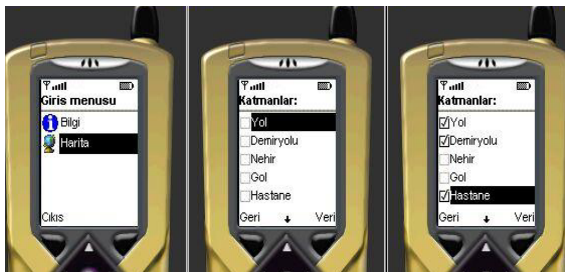 Giris menusu
Bilgi
Harita
Cıkıs
Katmanlar:
Yol
Demiryolu
Nehir
Gol
Hastane
Geri Veri
Katmanlar:
Yol
Demiryolu
Nehir
Gol
Hastane
Geri Veri